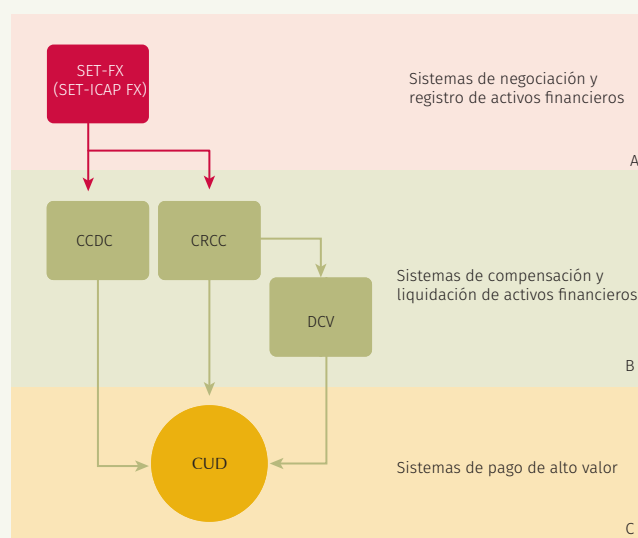 SET-FX
(SET-ICAP FX)
Sistemas de negociación y
registro de activos financieros
A
CCDC
CRCC
DCV
Sistemas de compensación y
liquidación de activos financieros
B
CUD
Sistemas de pago de alto valor
C